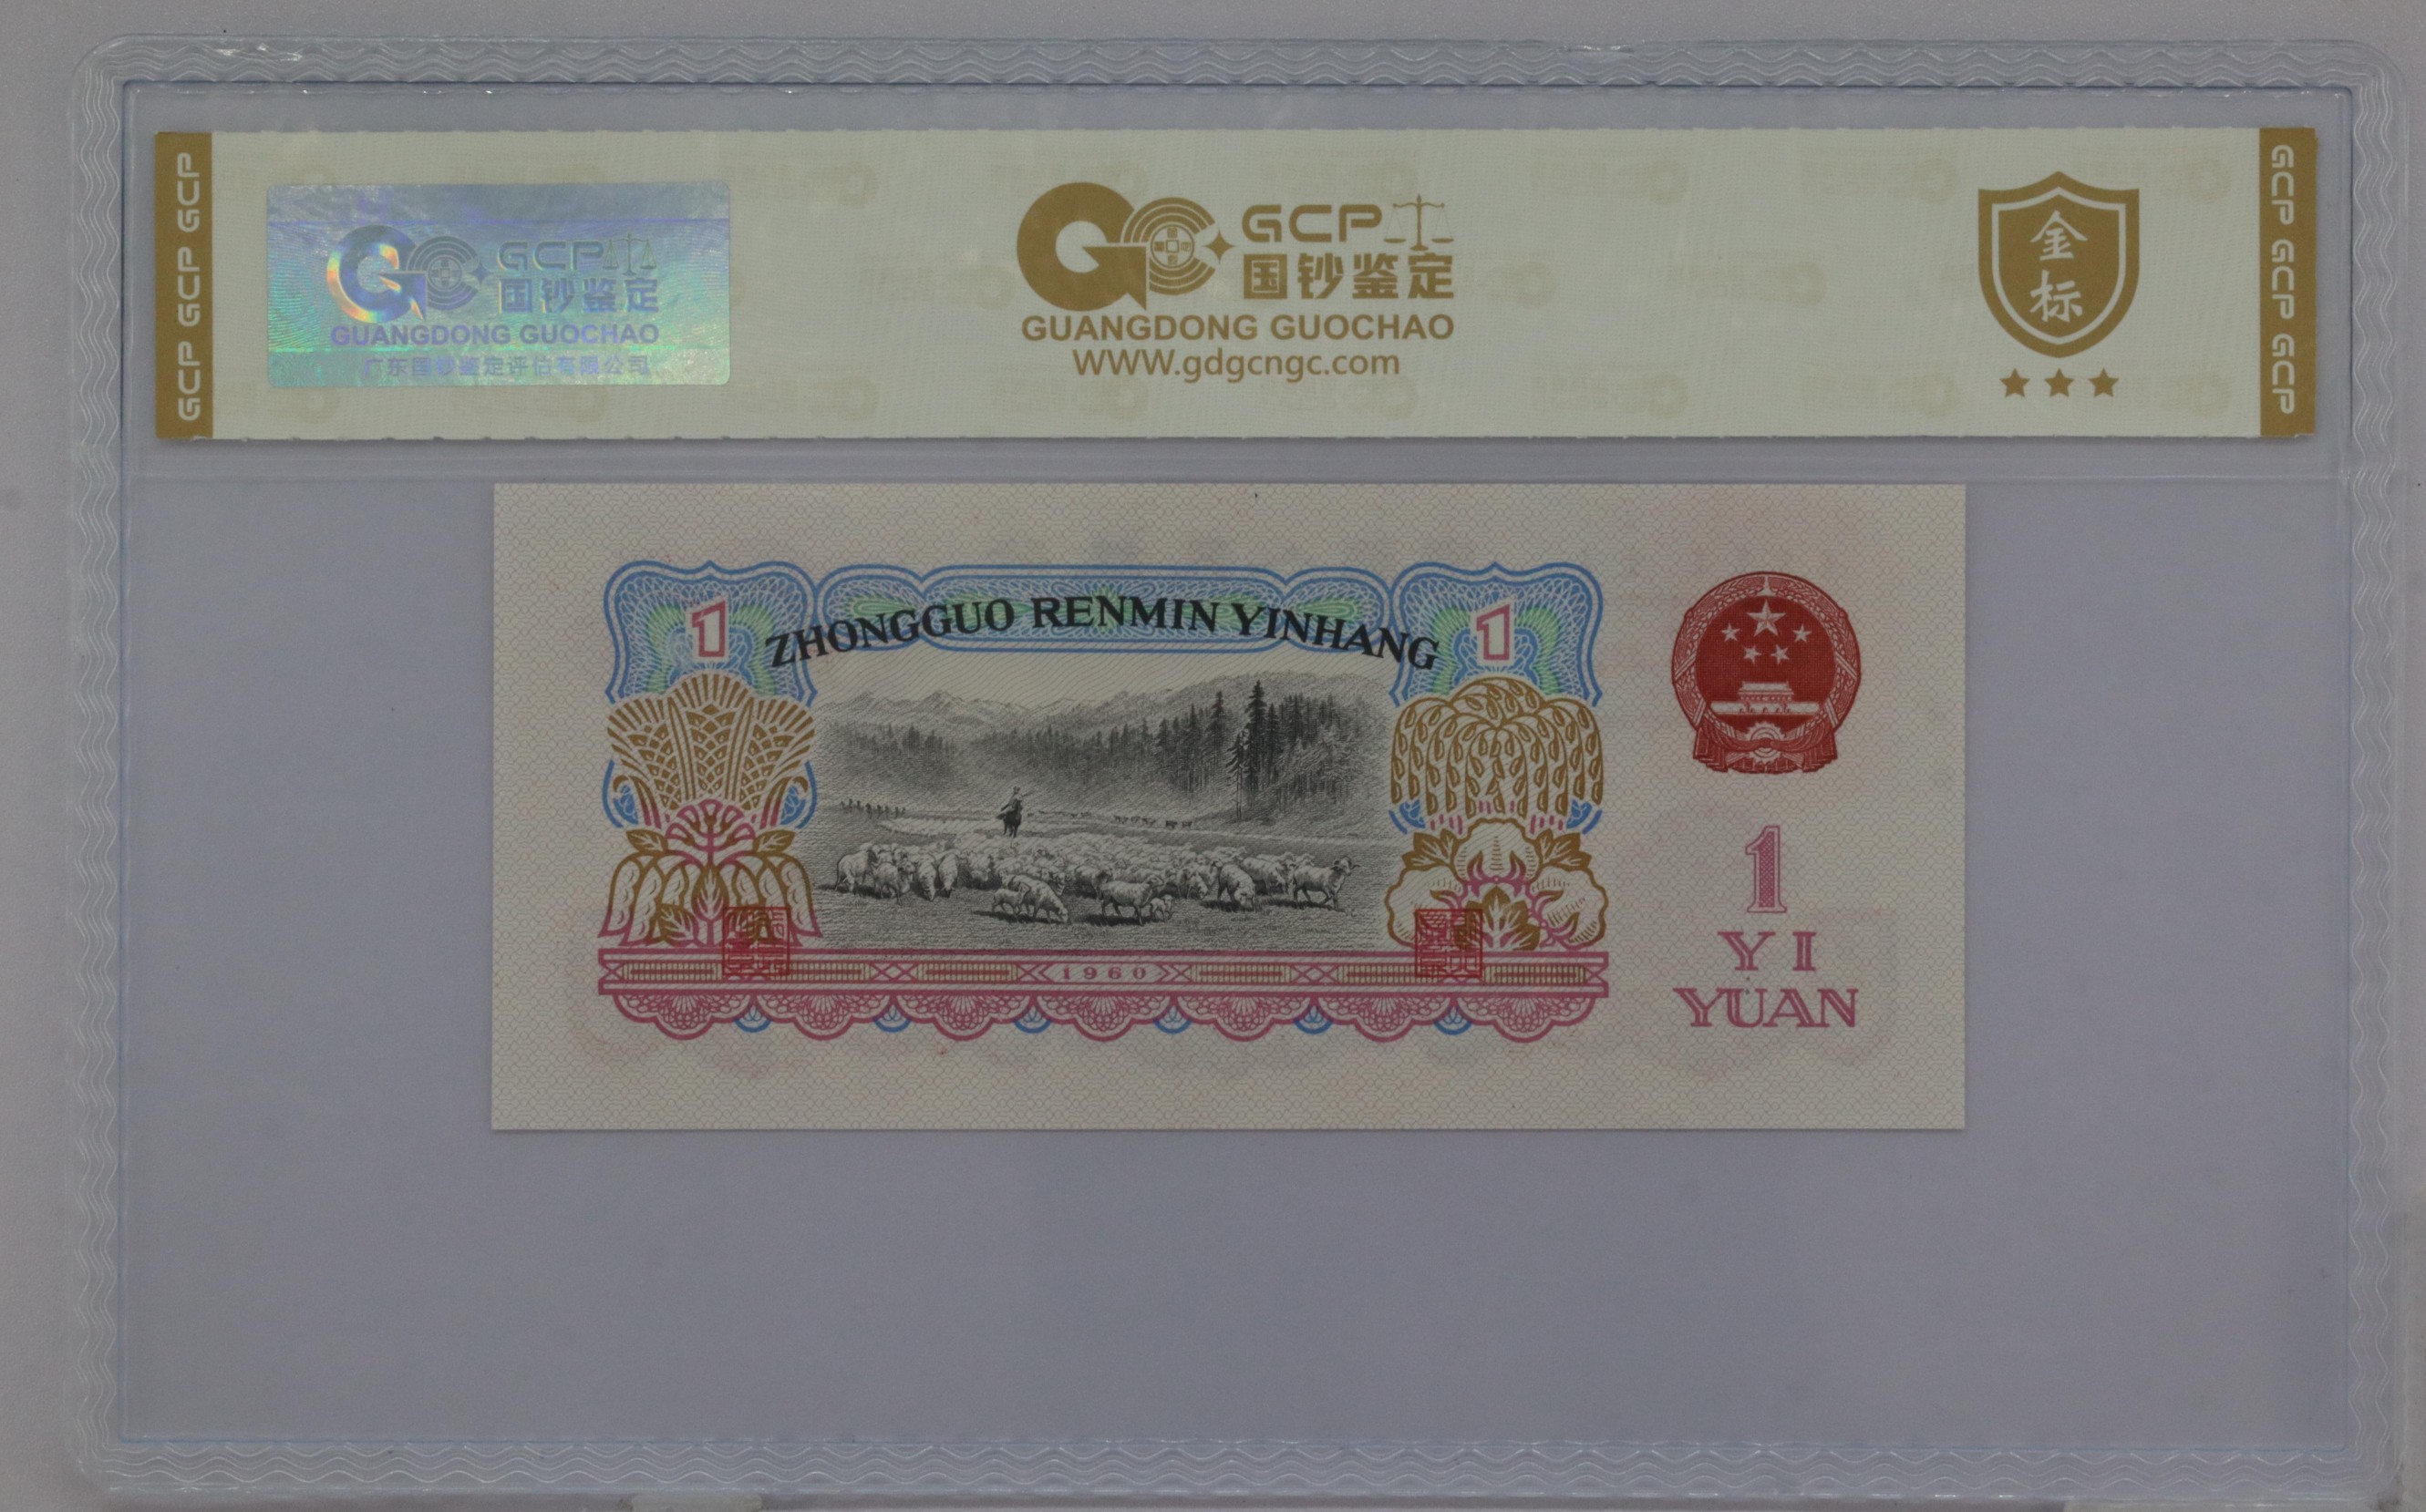 GCP GCP GCP
GCP
国钞鉴定
GUANGDONG GUOCHAO
广东国钞鉴定评估有限公司
GCP
国钞鉴定
GUANGDONG GUOCHAO
WWW.gdgcngc.com
金
标
GCP GCP GCP
1
ZHONGGUO RENMIN YINHANG
1
1960
1
YI
YUAN